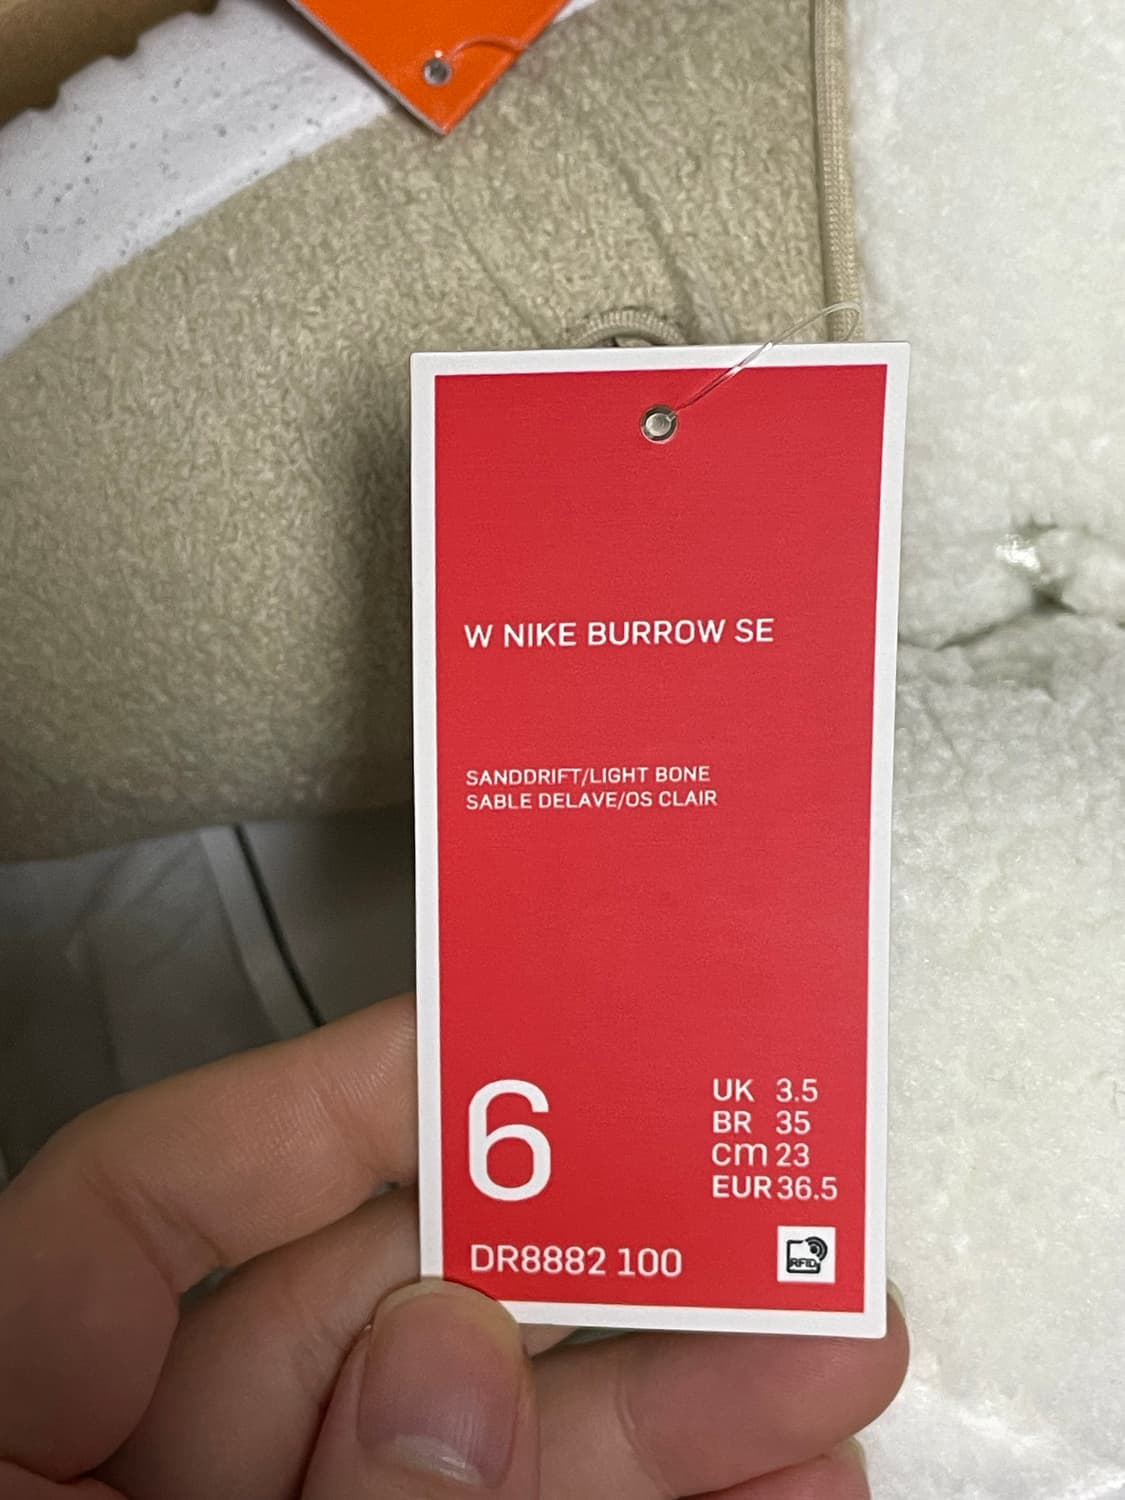 W NIKE BURROW SE
SANDDRIFT/LIGHT BONE
SABLE DELAVE/OS CLAIR
6
UK 3.5
BR 35
cm 23
EUR 36.5
DR8882 100
RFID